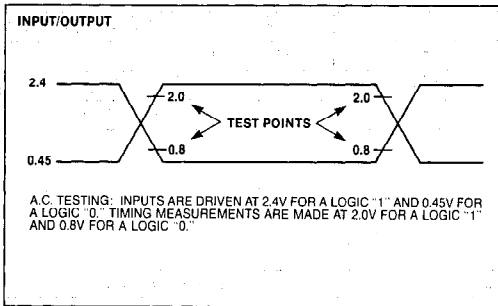 INPUT/OUTPUT
2.4
2.0
2.0
TEST POINTS
0.8
0.8
0.45
A.C. TESTING: INPUTS ARE DRIVEN AT 2.4V FOR A LOGIC "1" AND 0.45V FOR
A LOGIC "0." TIMING MEASUREMENTS ARE MADE AT 2.0V FOR A LOGIC "1"
AND 0.8V FOR A LOGIC "0."